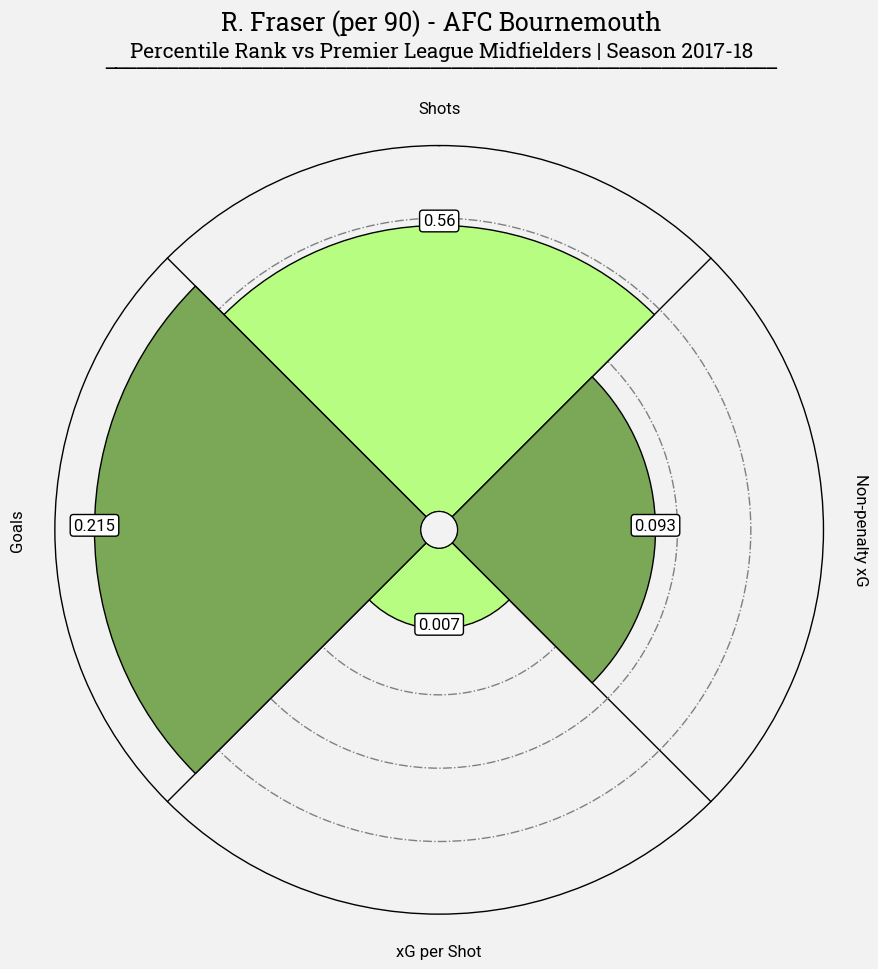 R. Fraser (per 90) - AFC Bournemouth
Percentile Rank vs Premier League Midfielders | Season 2017-18
Shots
0.56
Goals
0.215
0.093
Non-penalty xG
0.007
xG per Shot